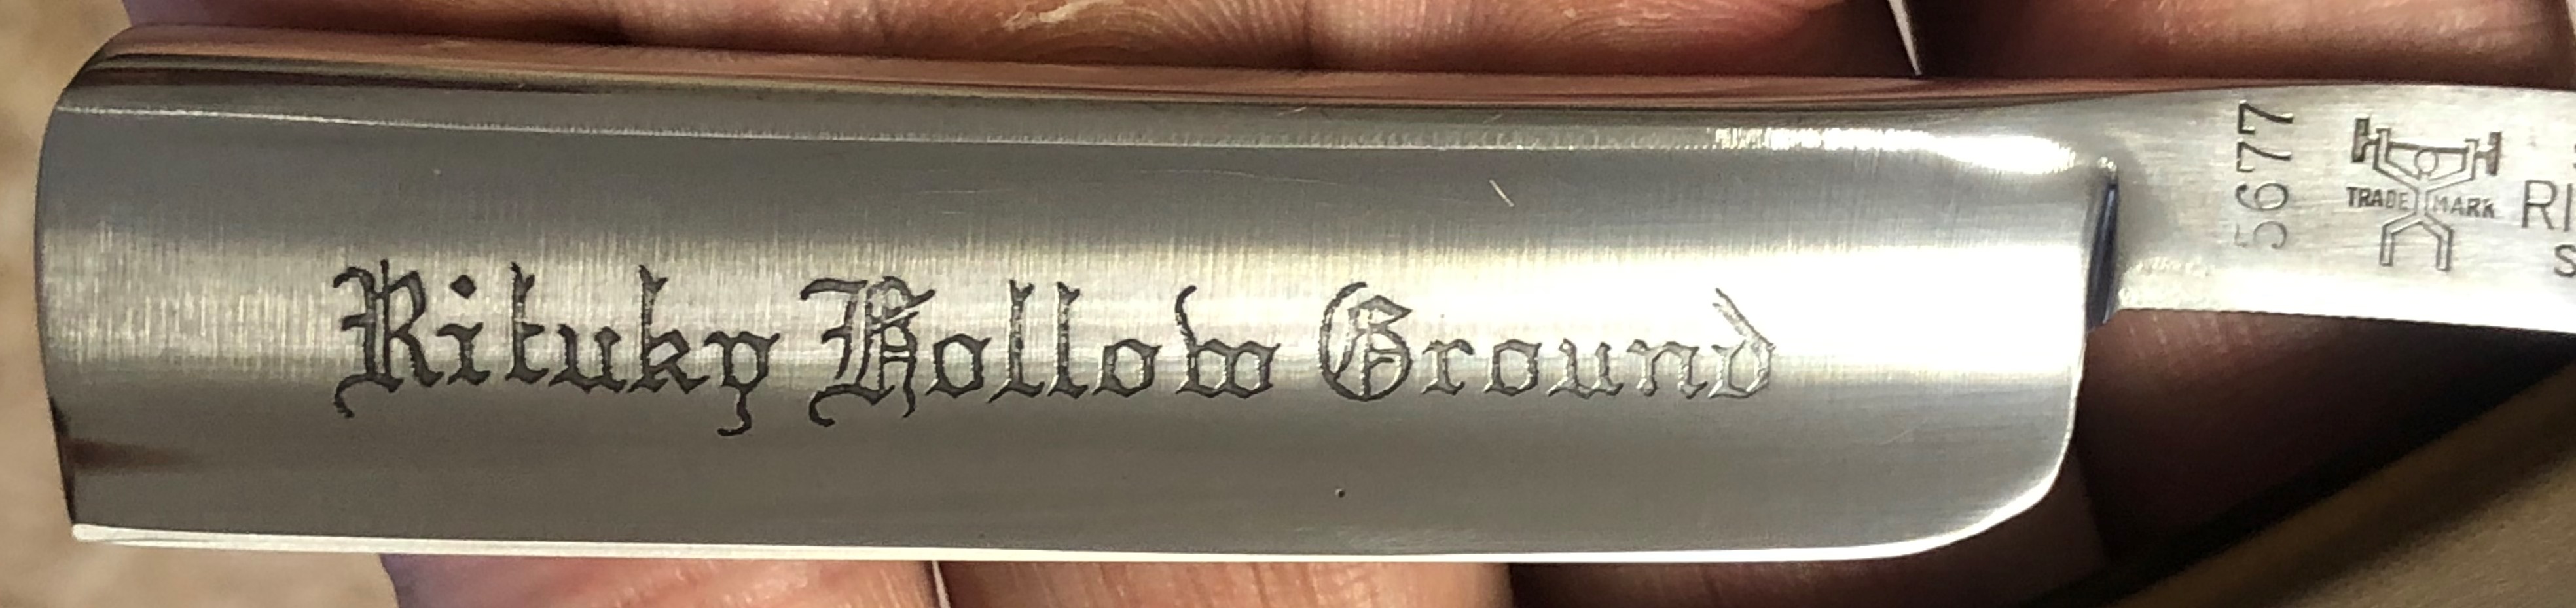 Rituky Hollow Ground
5677
TRADE MARK